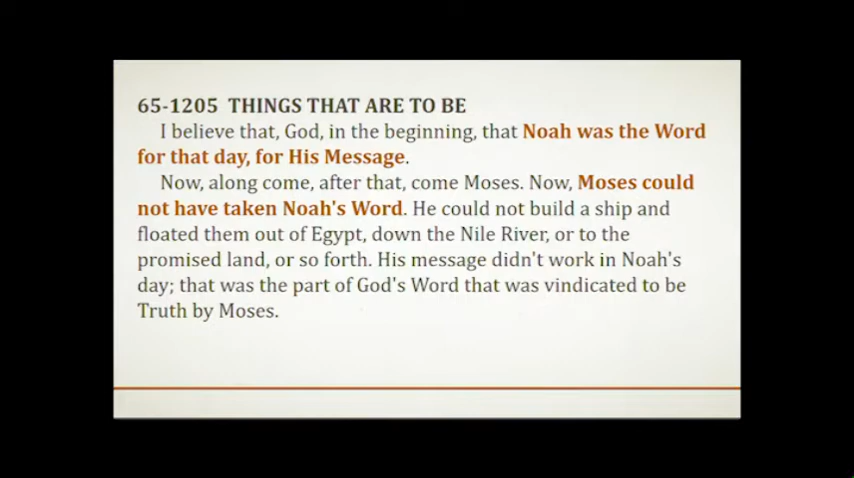 65-1205 THINGS THAT ARE TO BE
I believe that, God, in the beginning, that Noah was the Word
for that day, for His Message.
Now, along come, after that, come Moses. Now, Moses could
not have taken Noah's Word. He could not build a ship and
floated them out of Egypt, down the Nile River, or to the
promised land, or so forth. His message didn't work in Noah's
day; that was the part of God's Word that was vindicated to be
Truth by Moses.